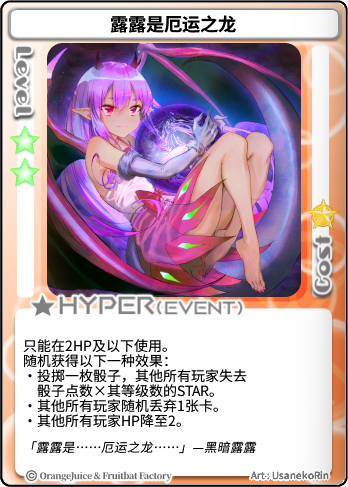 露露是厄运之龙
Level
Cost
HYPER(EVENT)
只能在2HP及以下使用。
随机获得以下一种效果：
・投掷一枚骰子，其他所有玩家失去
骰子点数×其等级数的STAR。
・其他所有玩家随机丢弃1张卡。
・其他所有玩家HP降至2。
「露露是……厄运之龙……」—黑暗露露
© OrangeJuice & Fruitbat Factory
Art.: UsanekoRin